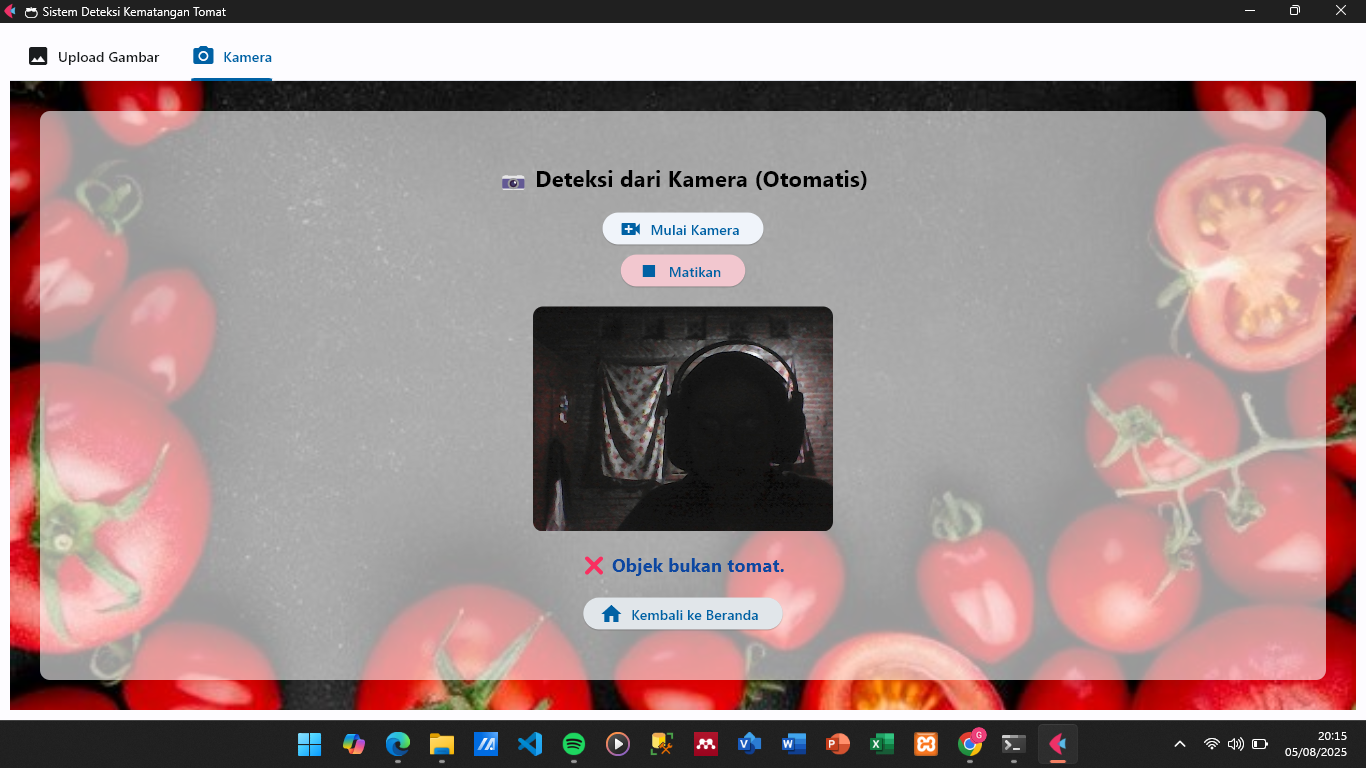 Sistem Deteksi Kematangan Tomat
Upload Gambar
Kamera
Deteksi dari Kamera (Otomatis)
Mulai Kamera
Matikan
Objek bukan tomat.
Kembali ke Beranda
G
20:15
05/08/2025